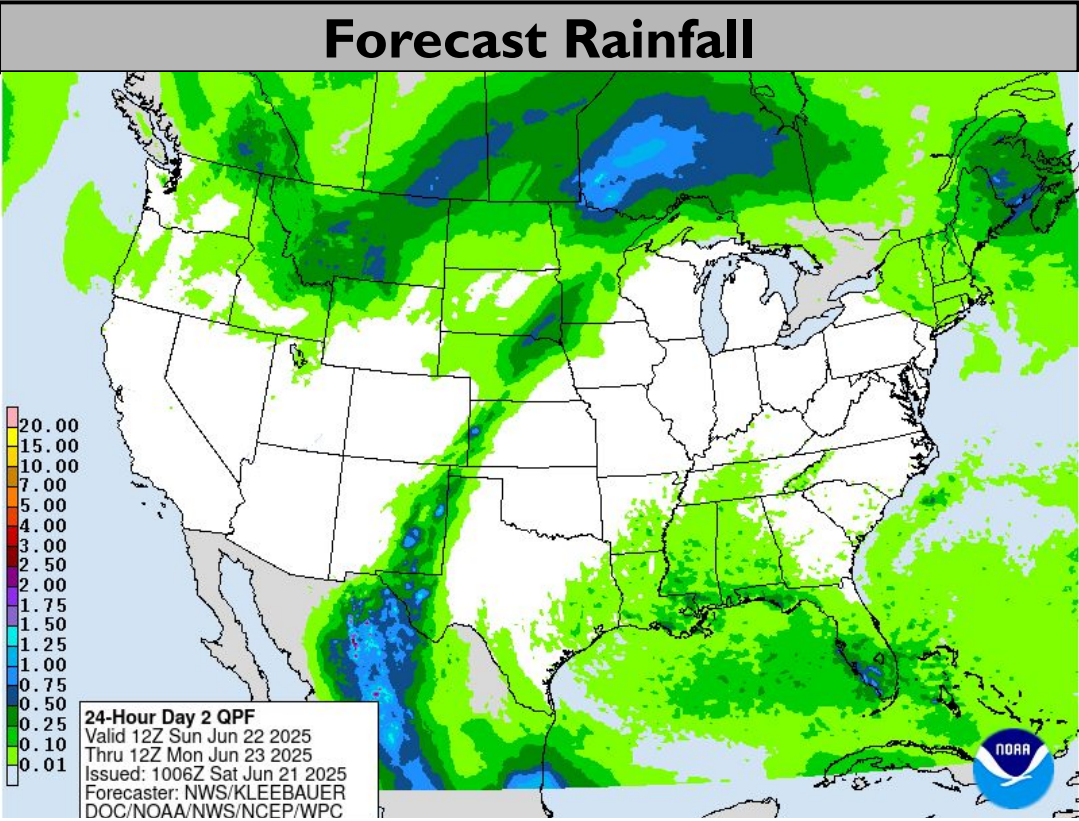 Forecast Rainfall
20.00
15.00
10.00
7.00
5.00
4.00
3.00
2.50
2.00
1.75
1.50
1.25
1.00
0.75
0.50
0.25
0.10
0.01
24-Hour Day 2 QPF
Valid 12Z Sun Jun 22 2025
Thru 12Z Mon Jun 23 2025
Issued: 1006Z Sat Jun 21 2025
Forecaster: NWS/KLEEBAUER
DOC/NOAA/NWS/NCEP/WPC
NOAA